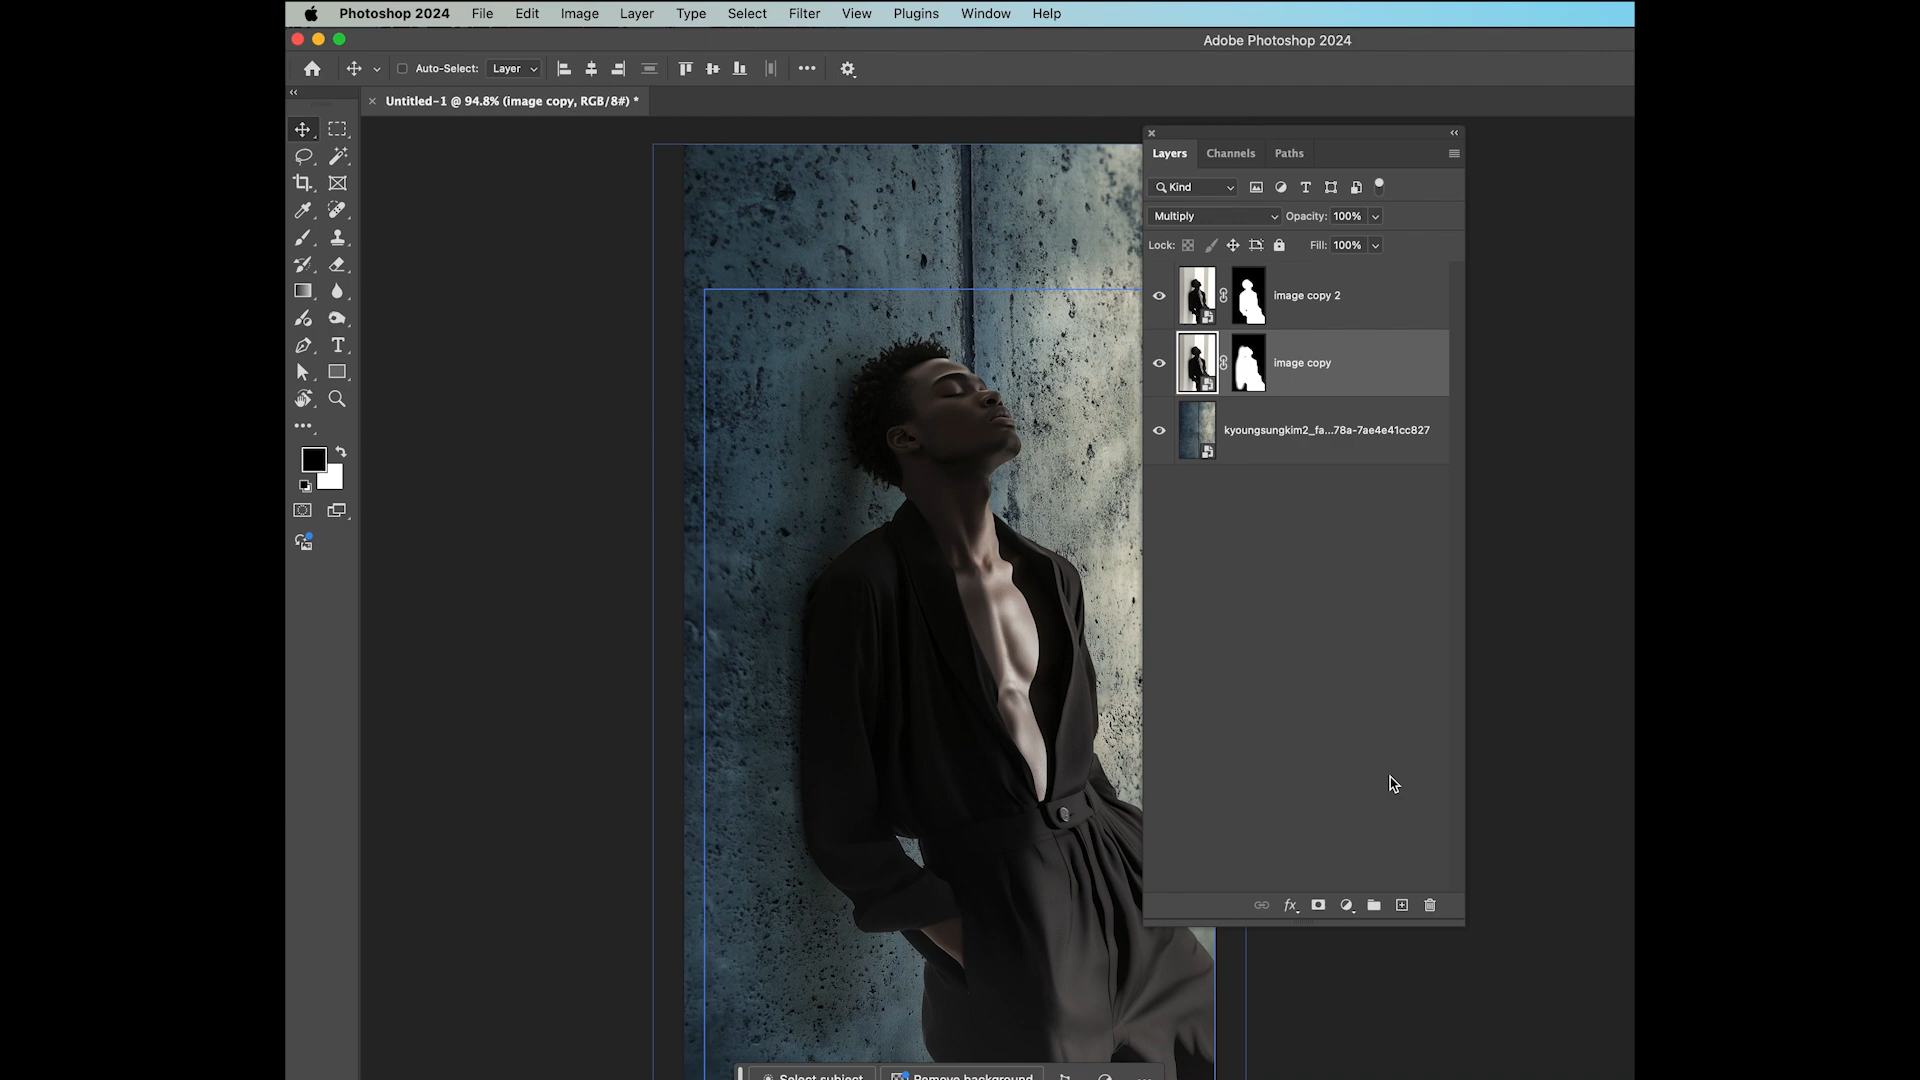 Photoshop 2024 File Edit Image Layer Type Select Filter View Plugins Window Help
Adobe Photoshop 2024
Auto-Select: Layer
Untitled-1 @ 94.8% (image copy, RGB/8#) *
Layers Channels Paths
Kind
Multiply Opacity: 100%
Lock: Fill: 100%
image copy 2
image copy
kyoungsungkim2_fa...78a-7ae4e41cc827
fx
Select subject Remove background